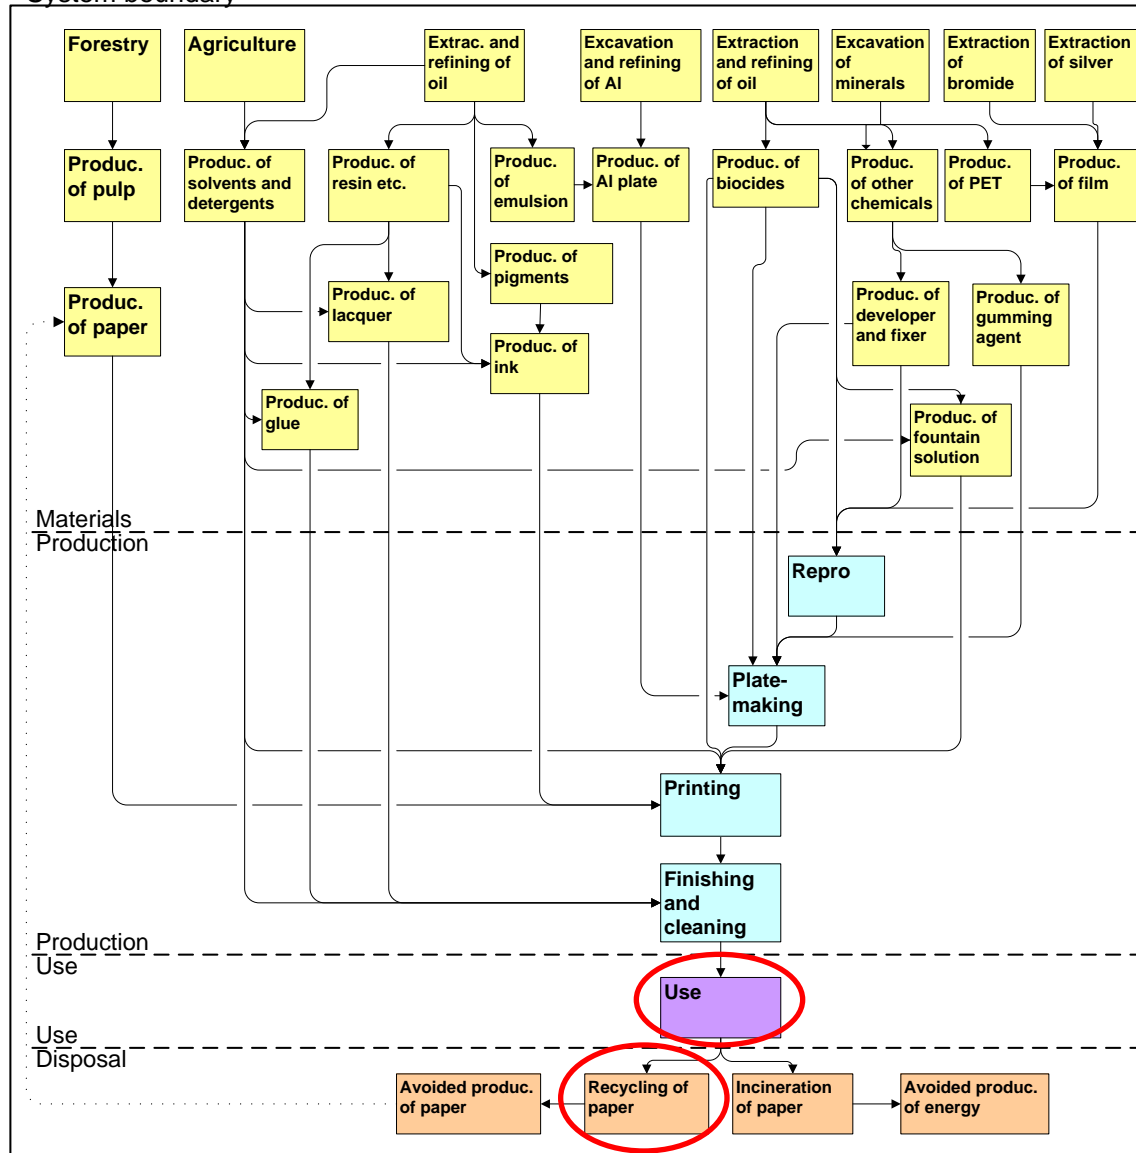 System boundary
Forestry
Agriculture
Extrac. and
refining of
oil
Excavation
and refining
of Al
Extraction
and refining
of oil
Excavation
of
minerals
Extraction
of
bromide
Extraction
of silver
Produc.
of pulp
Produc. of
solvents and
detergents
Produc. of
resin etc.
Produc.
of
emulsion
Produc. of
Al plate
Produc. of
biocides
Produc.
of other
chemicals
Produc.
of PET
Produc.
of film
Produc. of
pigments
Produc.
of paper
Produc. of
lacquer
Produc. of
developer
and fixer
Produc. of
gumming
agent
Produc. of
ink
Produc. of
glue
Produc. of
fountain
solution
Materials
Production
Repro
Plate-
making
Printing
Finishing
and
cleaning
Production
Use
Use
Use
Disposal
Avoided produc.
of paper
Recycling of
paper
Incineration
of paper
Avoided produc.
of energy